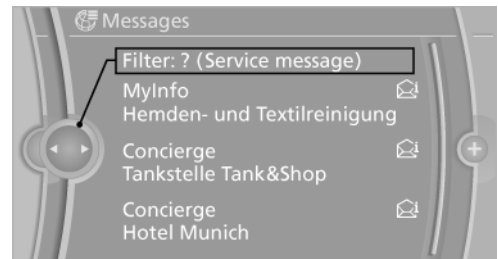 Messages
Filter: ? (Service message)
MyInfo
Hemden- und Textilreinigung
Concierge
Tankstelle Tank&Shop
Concierge
Hotel Munich